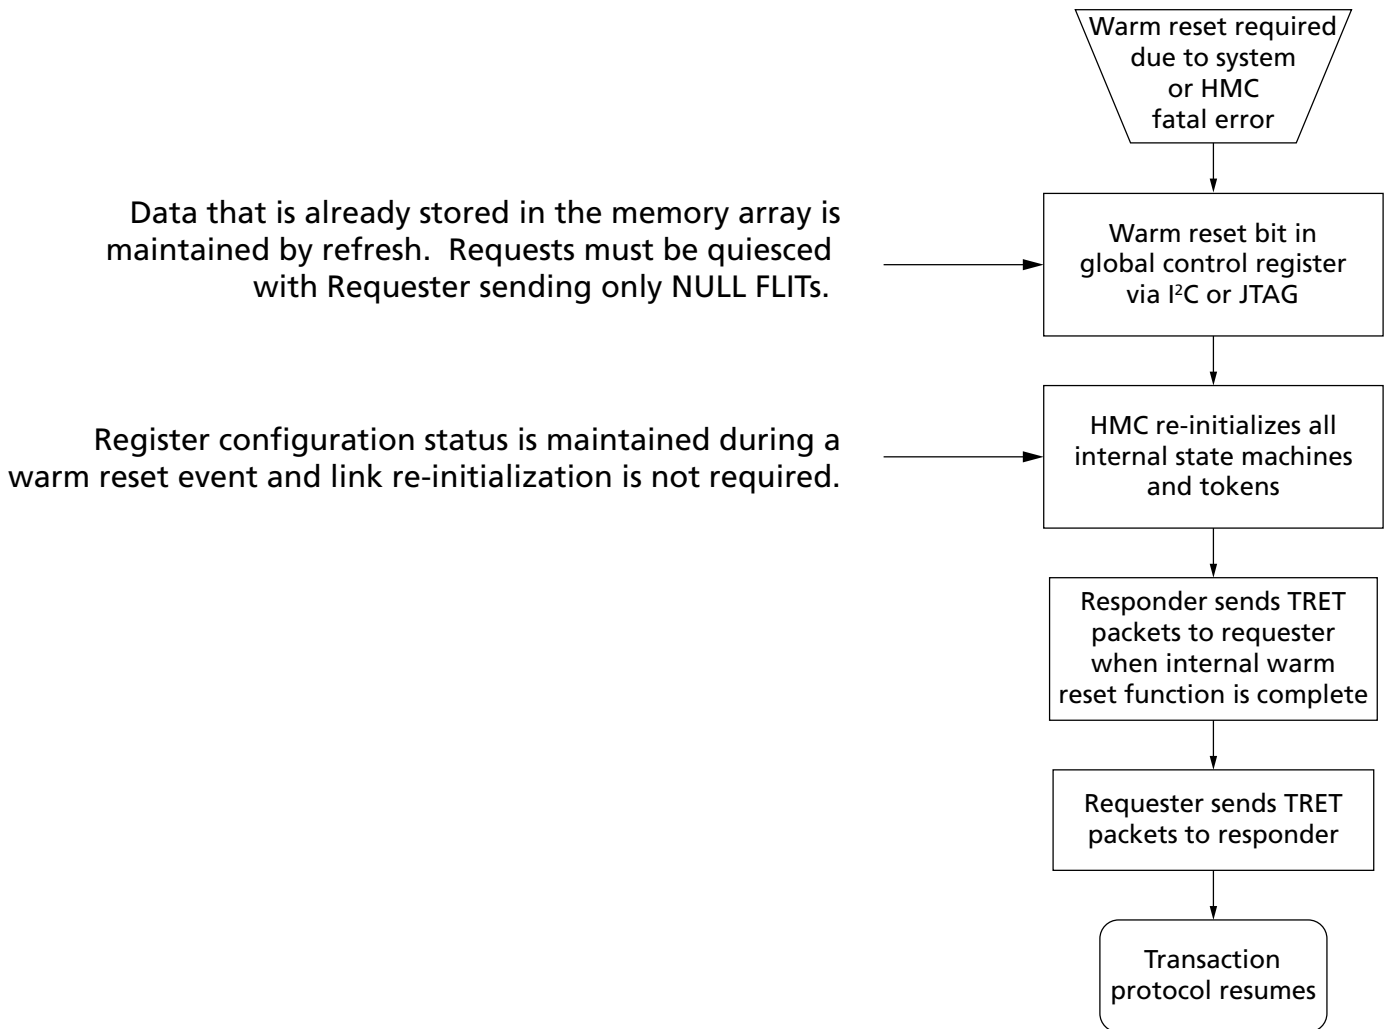 Warm reset required
due to system
or HMC
fatal error
Data that is already stored in the memory array is
maintained by refresh. Requests must be quiesced
with Requester sending only NULL FLITs.
Warm reset bit in
global control register
via I²C or JTAG
Register configuration status is maintained during a
warm reset event and link re-initialization is not required.
HMC re-initializes all
internal state machines
and tokens
Responder sends TRET
packets to requester
when internal warm
reset function is complete
Requester sends TRET
packets to responder
Transaction
protocol resumes